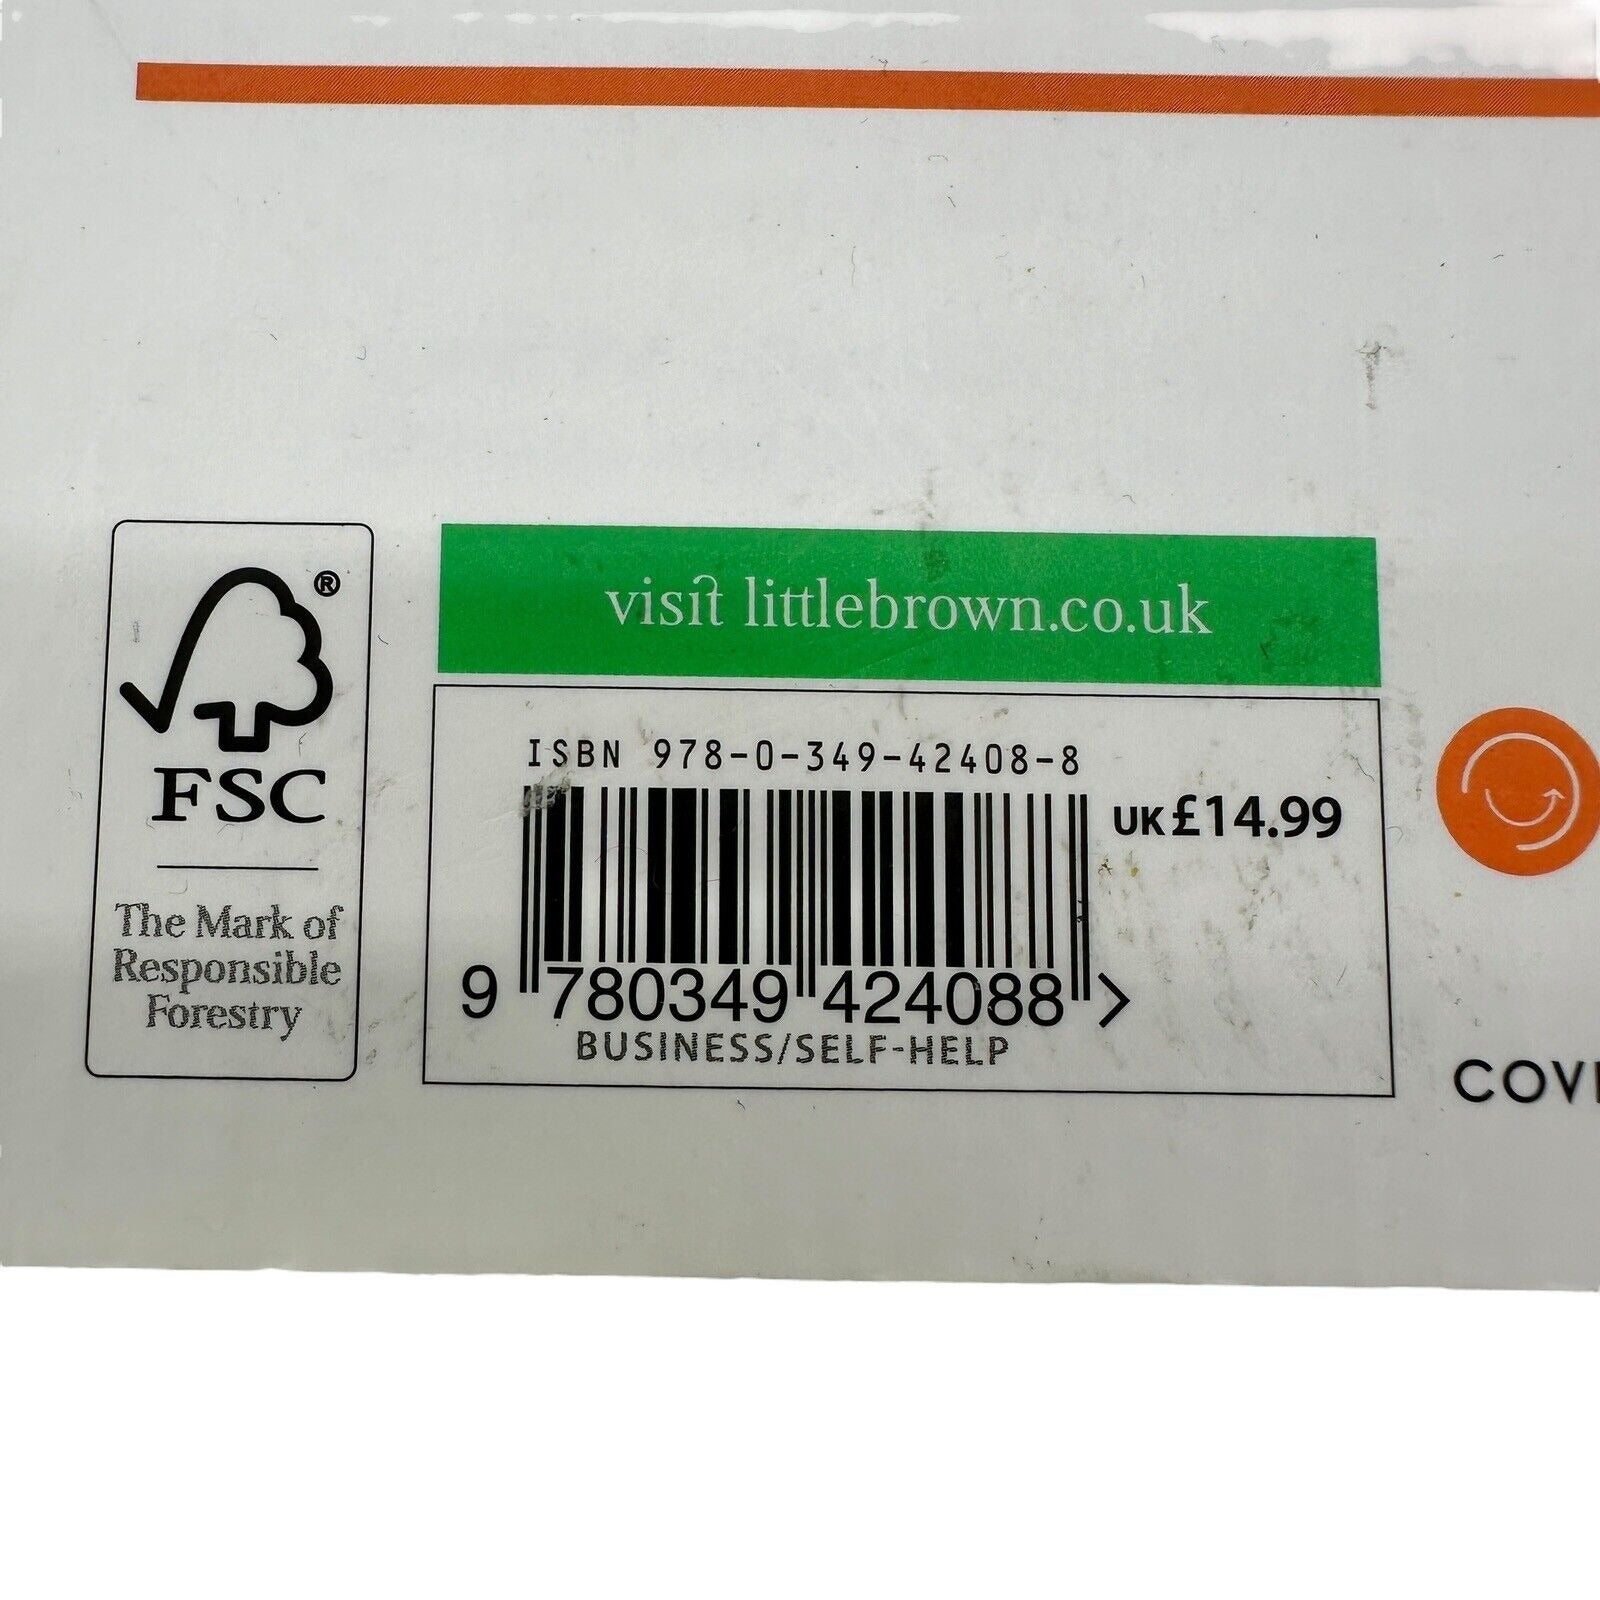 visit littlebrown.co.uk
®
FSC
The Mark of
Responsible
Forestry
ISBN 978-0-349-42408-8
UK£14.99
9 780349 424088 >
BUSINESS/SELF-HELP